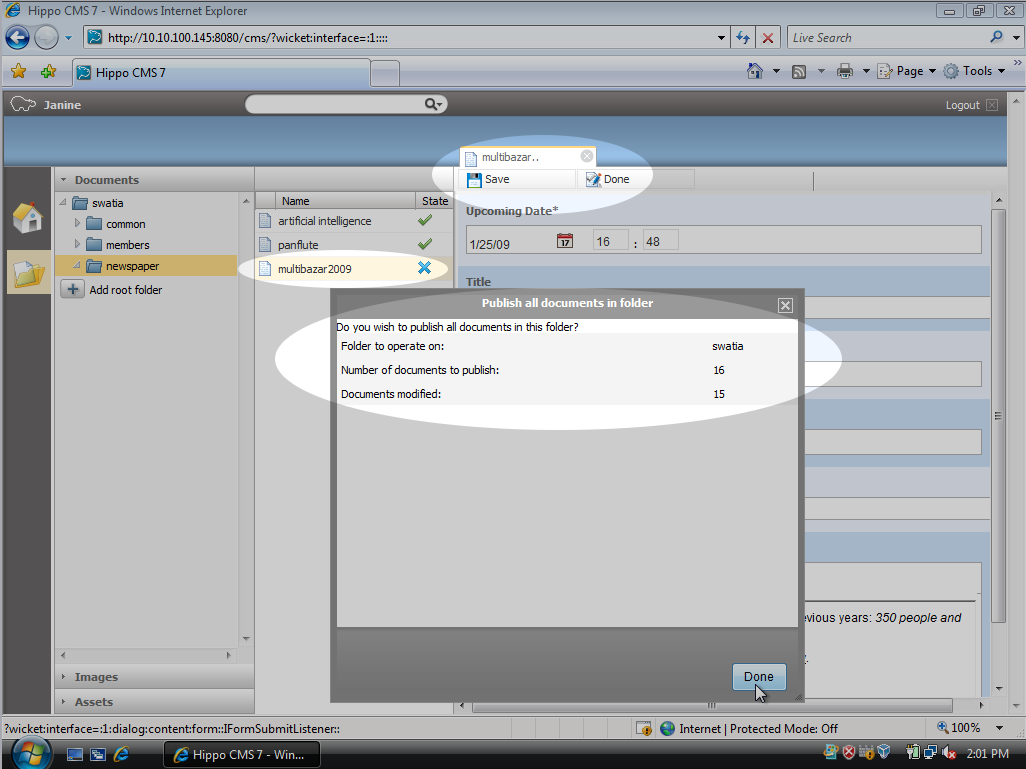 Hippo CMS 7 - Windows Internet Explorer
http://10.10.100.145:8080/cms/?wicket:interface=:1::::
Live Search
Hippo CMS 7
Page
Tools
Janine
Logout
Documents
swatia
common
members
newspaper
Add root folder
Images
Assets
Name State
artificial intelligence
panflute
multibazar2009
multibazar..
Save Done
Upcoming Date*
1/25/09 17 16 : 48
Title
Publish all documents in folder
Do you wish to publish all documents in this folder?
Folder to operate on: swatia
Number of documents to publish: 16
Documents modified: 15
years: 350 people and
Done
?wicket:interface=:1:dialog:content:form::IFormSubmitListener::
Internet | Protected Mode: Off
100%
Hippo CMS 7 - Win...
2:01 PM